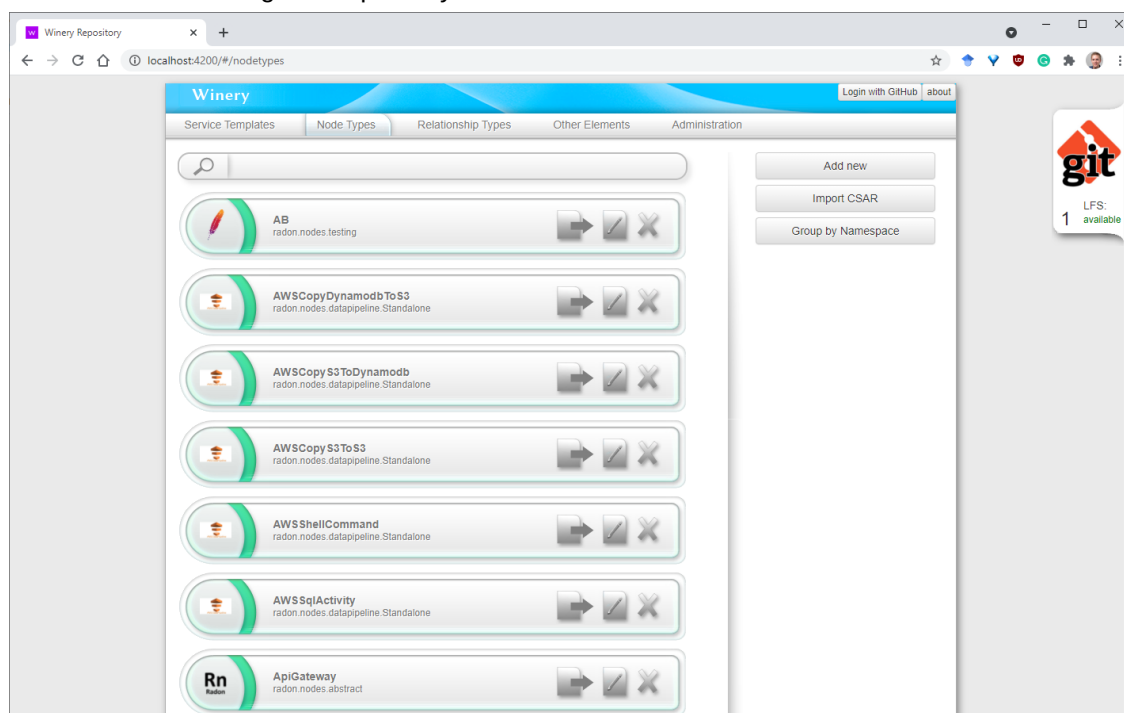 Winery Repository
localhost:4200/#/nodetypes
Winery
Login with GitHub about
Service Templates Node Types Relationship Types Other Elements Administration
git
LFS:
1 available
Add new
Import CSAR
Group by Namespace
AB
radon.nodes.testing
AWSCopyDynamodbToS3
radon.nodes.datapipeline.Standalone
AWSCopyS3ToDynamodb
radon.nodes.datapipeline.Standalone
AWSCopyS3ToS3
radon.nodes.datapipeline.Standalone
AWSShellCommand
radon.nodes.datapipeline.Standalone
AWSSqlActivity
radon.nodes.datapipeline.Standalone
Rn
Radon
ApiGateway
radon.nodes.abstract